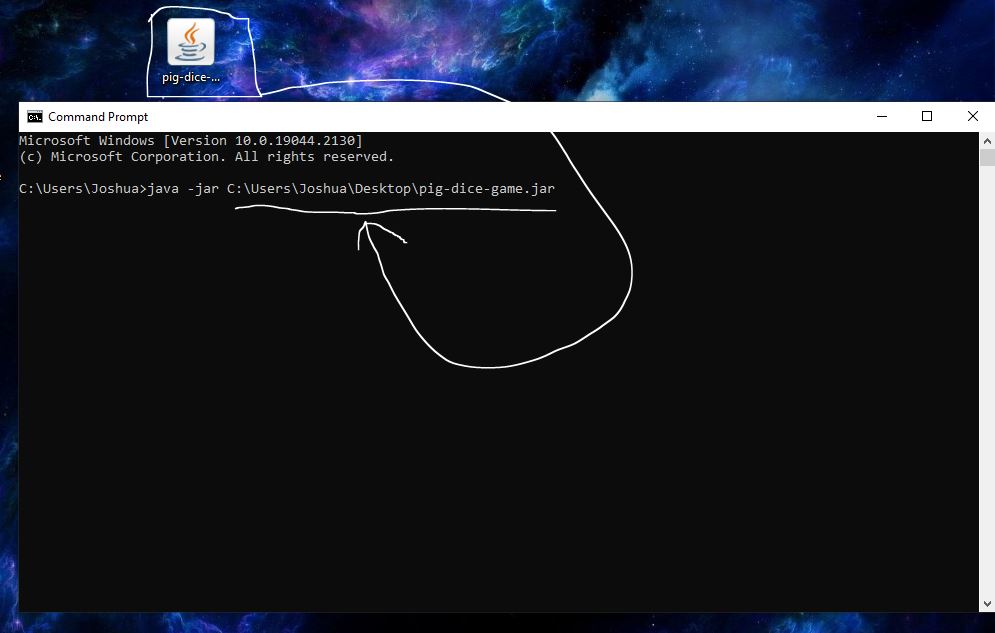 pig-dice-...
Command Prompt
Microsoft Windows [Version 10.0.19044.2130]
(c) Microsoft Corporation. All rights reserved.
C:\Users\Joshua>java -jar C:\Users\Joshua\Desktop\pig-dice-game.jar